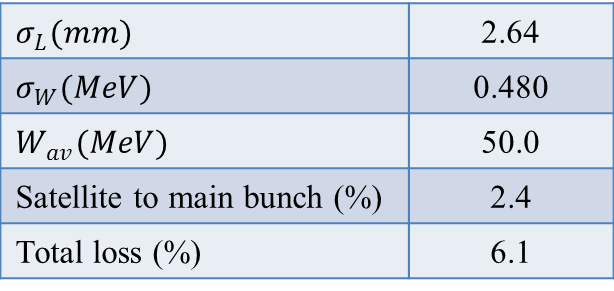 σL(mm) 2.64
σW(MeV) 0.480
Wav(MeV) 50.0
Satellite to main bunch (%) 2.4
Total loss (%) 6.1